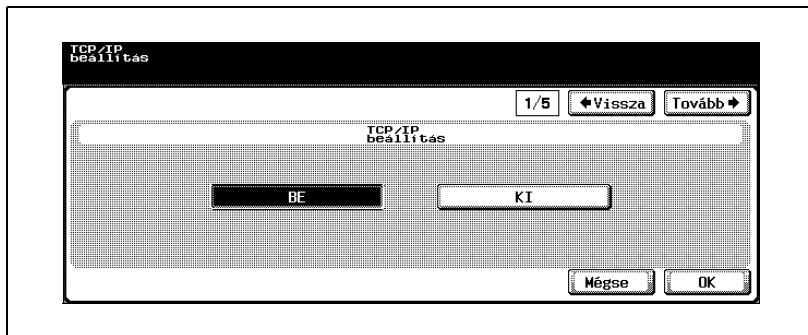 TCP/IP
beállítás
1/5 Vissza Tovább
TCP/IP
beállítás
BE KI
Mégse OK